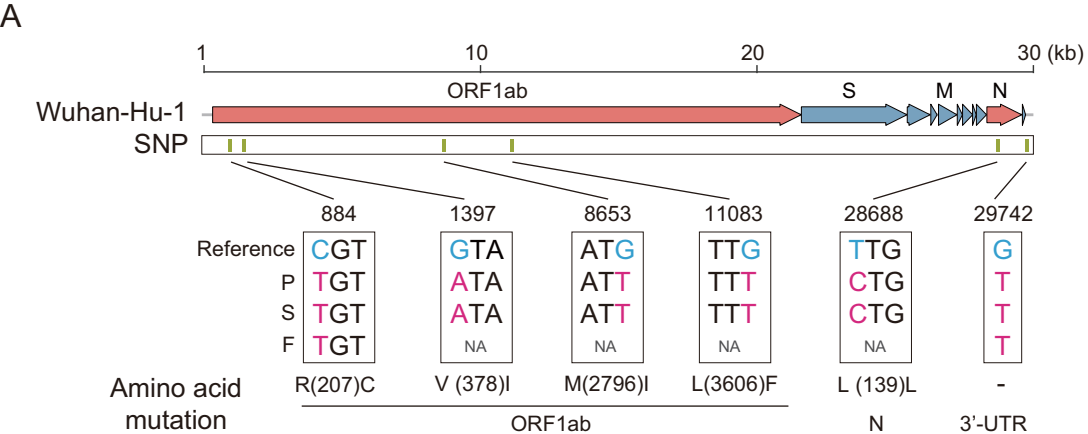 A
1 10 20 30 (kb)
ORF1ab S M N
Wuhan-Hu-1
SNP
884 1397 8653 11083 28688 29742
Reference CGT GTA ATG TTG TTG G
P TGT ATA ATT TTT CTG T
S TGT ATA ATT TTT CTG T
F TGT NA NA NA NA T
Amino acid mutation
R(207)C V (378)I M(2796)I L(3606)F L (139)L -
ORF1ab N 3'-UTR